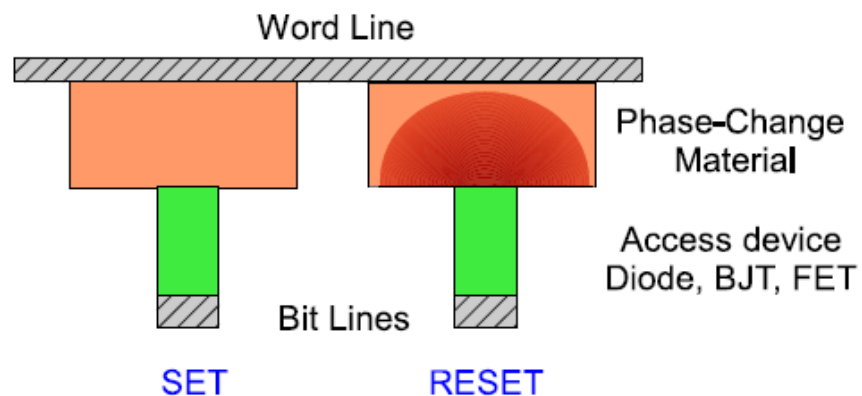 Word Line
Phase-Change
Material
Access device
Diode, BJT, FET
Bit Lines
SET
RESET